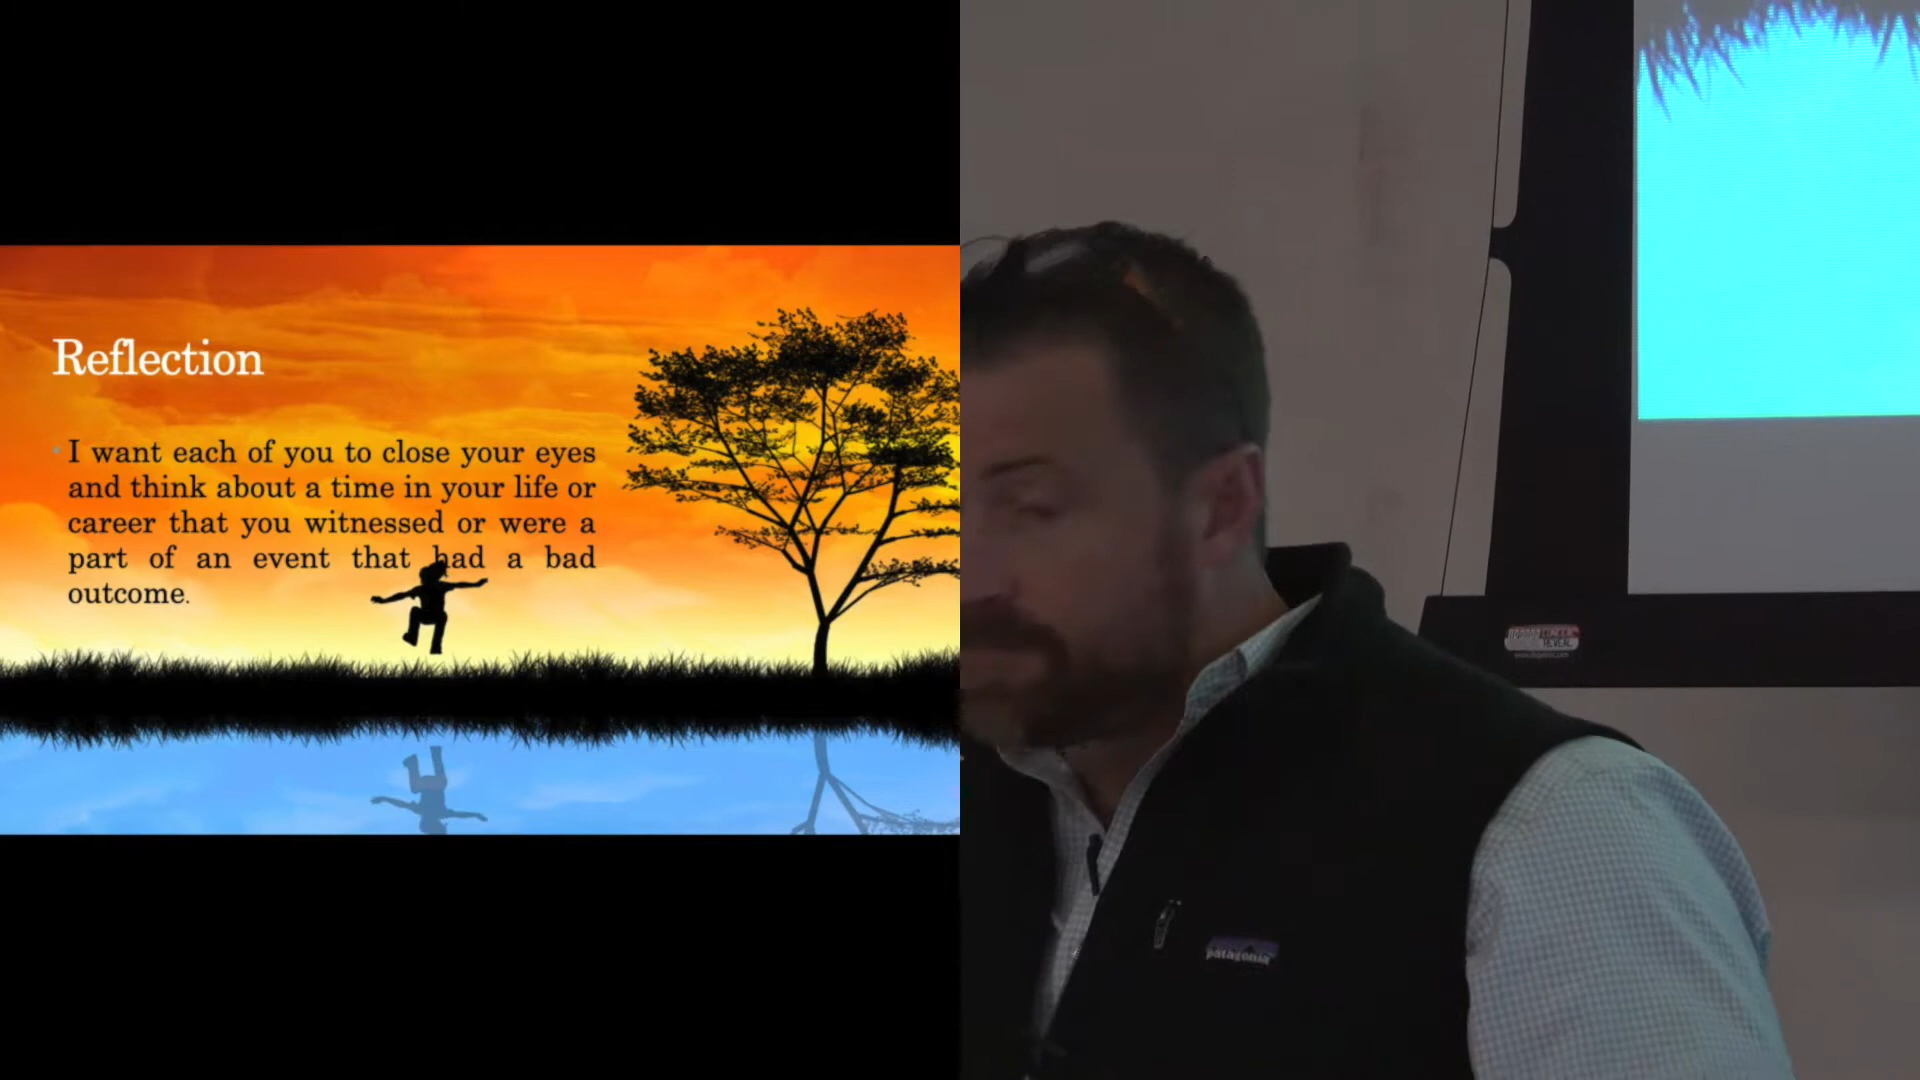 Reflection
I want each of you to close your eyes
and think about a time in your life or
career that you witnessed or were a
part of an event that had a bad
outcome.
patagonia